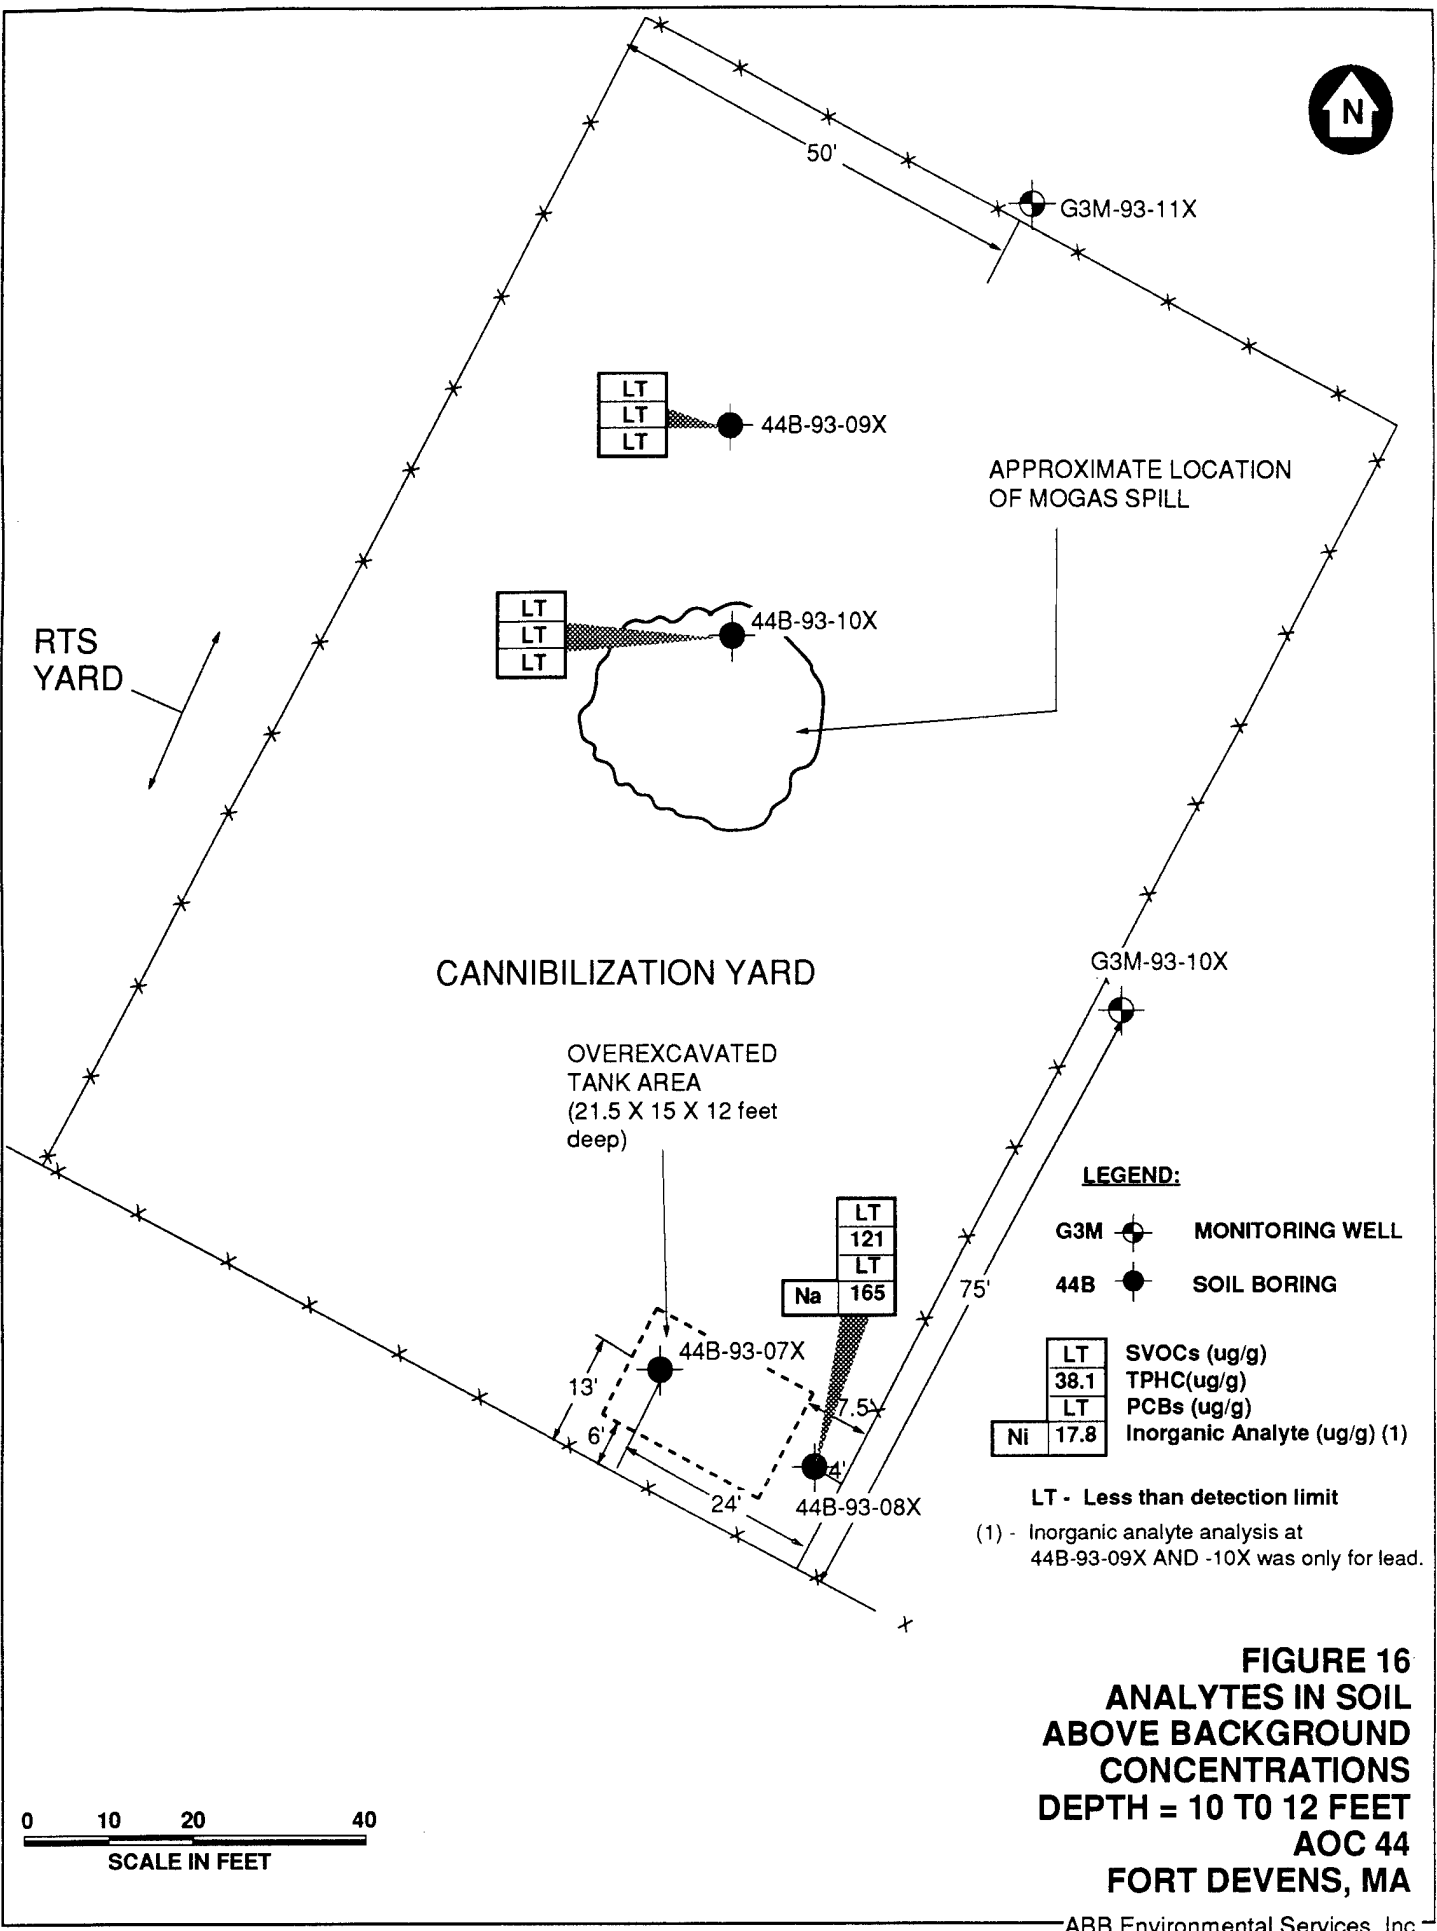 N
50'
G3M-93-11X
LT
LT
LT
44B-93-09X
APPROXIMATE LOCATION
OF MOGAS SPILL
LT
LT
LT
44B-93-10X
RTS
YARD
CANNIBILIZATION YARD
G3M-93-10X
OVEREXCAVATED
TANK AREA
(21.5 X 15 X 12 feet
deep)
LT
121
LT
Na 165
75'
44B-93-07X
13'
7.5'
6'
4'
24'
44B-93-08X
LEGEND:
G3M MONITORING WELL
44B SOIL BORING
LT SVOCs (ug/g)
38.1 TPHC(ug/g)
LT PCBs (ug/g)
Ni 17.8 Inorganic Analyte (ug/g) (1)
LT - Less than detection limit
(1) - Inorganic analyte analysis at
44B-93-09X AND -10X was only for lead.
FIGURE 16
ANALYTES IN SOIL
ABOVE BACKGROUND
CONCENTRATIONS
DEPTH = 10 T0 12 FEET
AOC 44
FORT DEVENS, MA
0 10 20 40
SCALE IN FEET
ABB Environmental Services, Inc